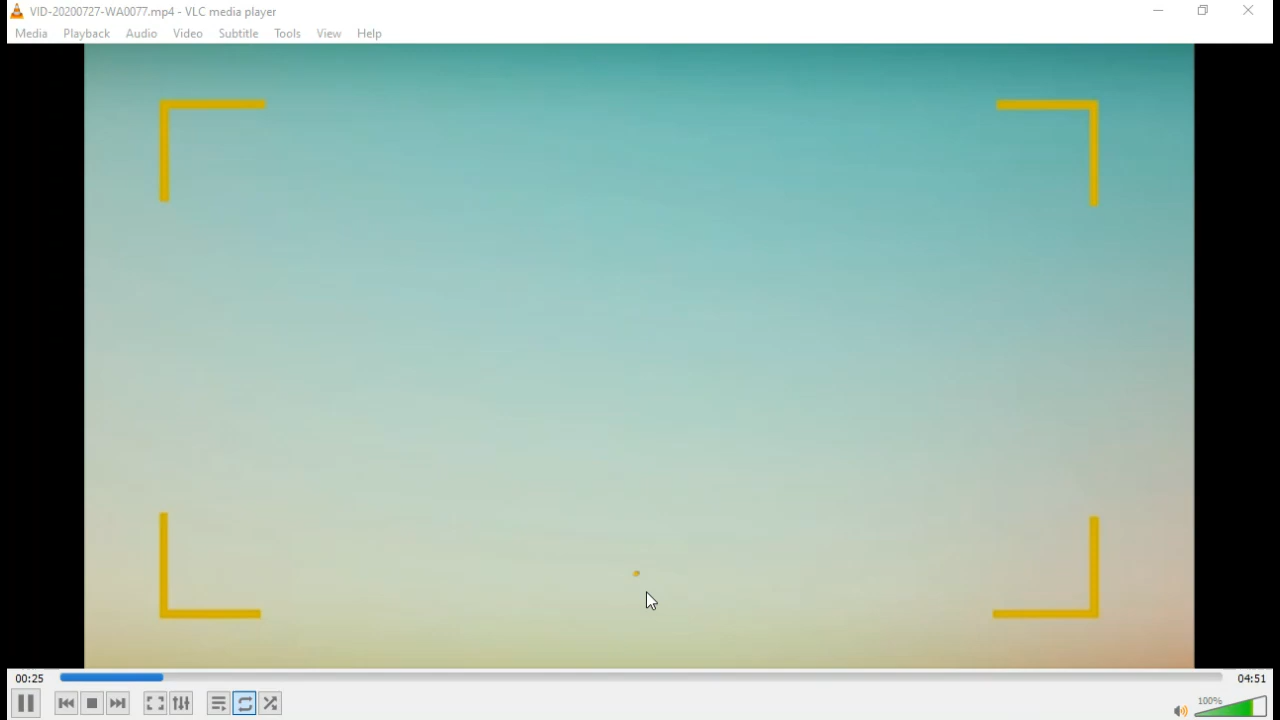 VID-20200727-WA0077.mp4 - VLC media player
Media Playback Audio Video Subtitle Tools View Help
00:25 04:51
100%